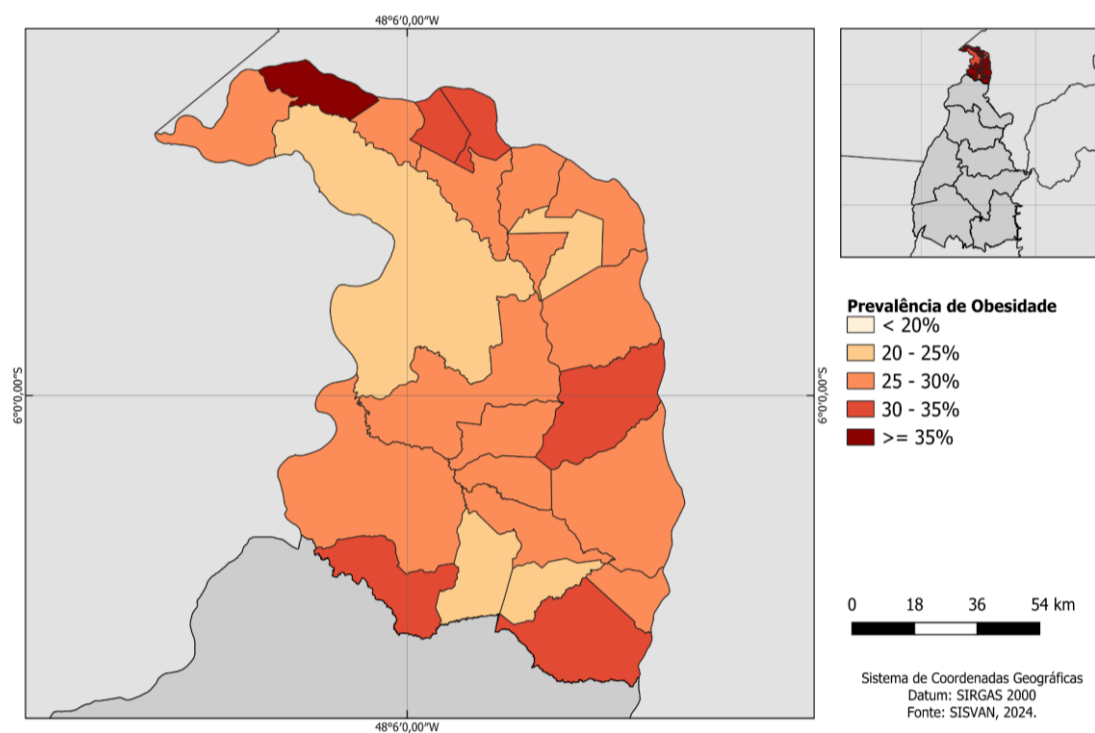 48°6′0,00″W
6°0′0,00″S
6°0′0,00″S
48°6′0,00″W
Prevalência de Obesidade
< 20%
20 - 25%
25 - 30%
30 - 35%
>= 35%
0 18 36 54 km
Sistema de Coordenadas Geográficas
Datum: SIRGAS 2000
Fonte: SISVAN, 2024.